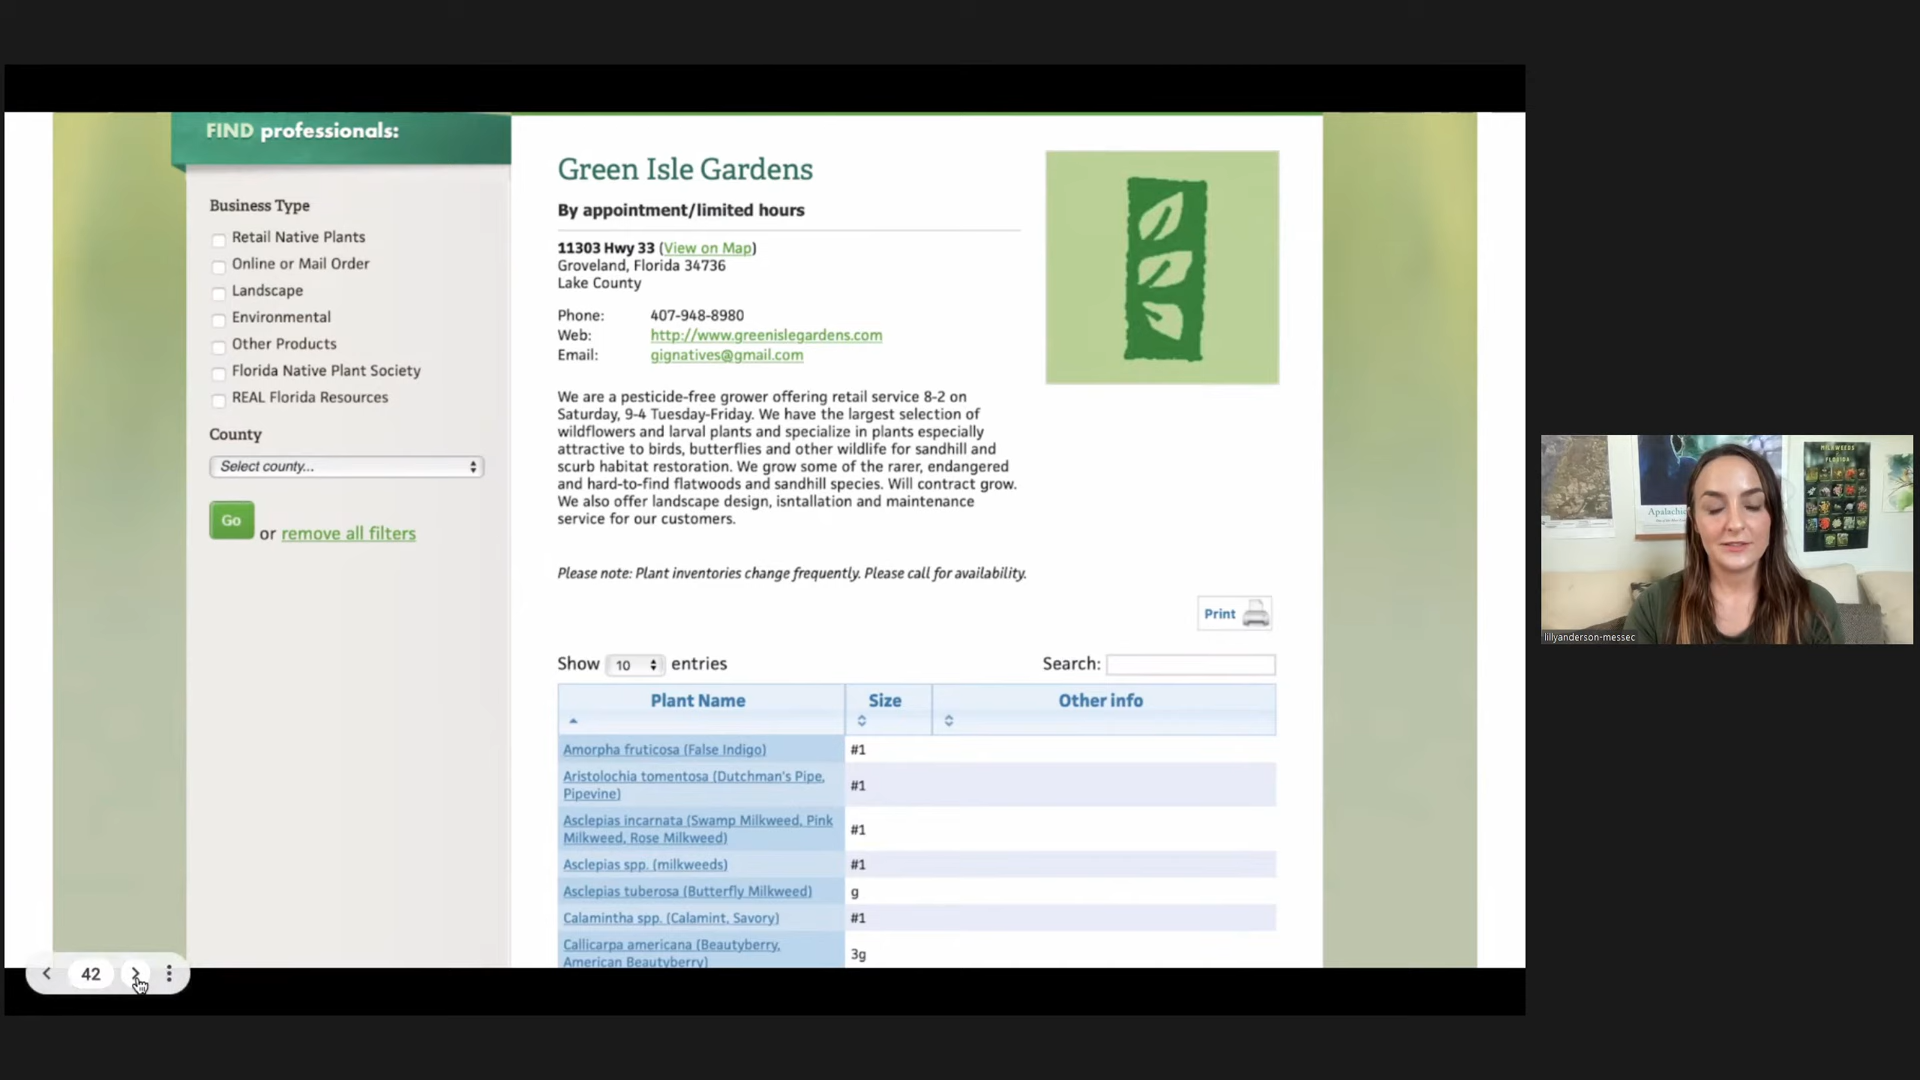 FIND professionals:
Business Type
Retail Native Plants
Online or Mail Order
Landscape
Environmental
Other Products
Florida Native Plant Society
REAL Florida Resources
County
Select county...
Go or remove all filters
Green Isle Gardens
By appointment/limited hours
11303 Hwy 33 (View on Map)
Groveland, Florida 34736
Lake County
Phone: 407-948-8980
Web: http://www.greenislegardens.com
Email: gignatives@gmail.com
We are a pesticide-free grower offering retail service 8-2 on
Saturday, 9-4 Tuesday-Friday. We have the largest selection of
wildflowers and larval plants and specialize in plants especially
attractive to birds, butterflies and other wildlife for sandhill and
scurb habitat restoration. We grow some of the rarer, endangered
and hard-to-find flatwoods and sandhill species. Will contract grow.
We also offer landscape design, isntallation and maintenance
service for our customers.
Please note: Plant inventories change frequently. Please call for availability.
Print
Show 10 entries Search:
Plant Name Size Other info
Amorpha fruticosa (False Indigo) #1
Aristolochia tomentosa (Dutchman's Pipe,
Pipevine) #1
Asclepias incarnata (Swamp Milkweed, Pink
Milkweed, Rose Milkweed) #1
Asclepias spp. (milkweeds) #1
Asclepias tuberosa (Butterfly Milkweed) g
Calamintha spp. (Calamint, Savory) #1
Callicarpa americana (Beautyberry,
American Beautyberry) 3g
42
MILKWEEDS
FLORIDA
lillyanderson-messec